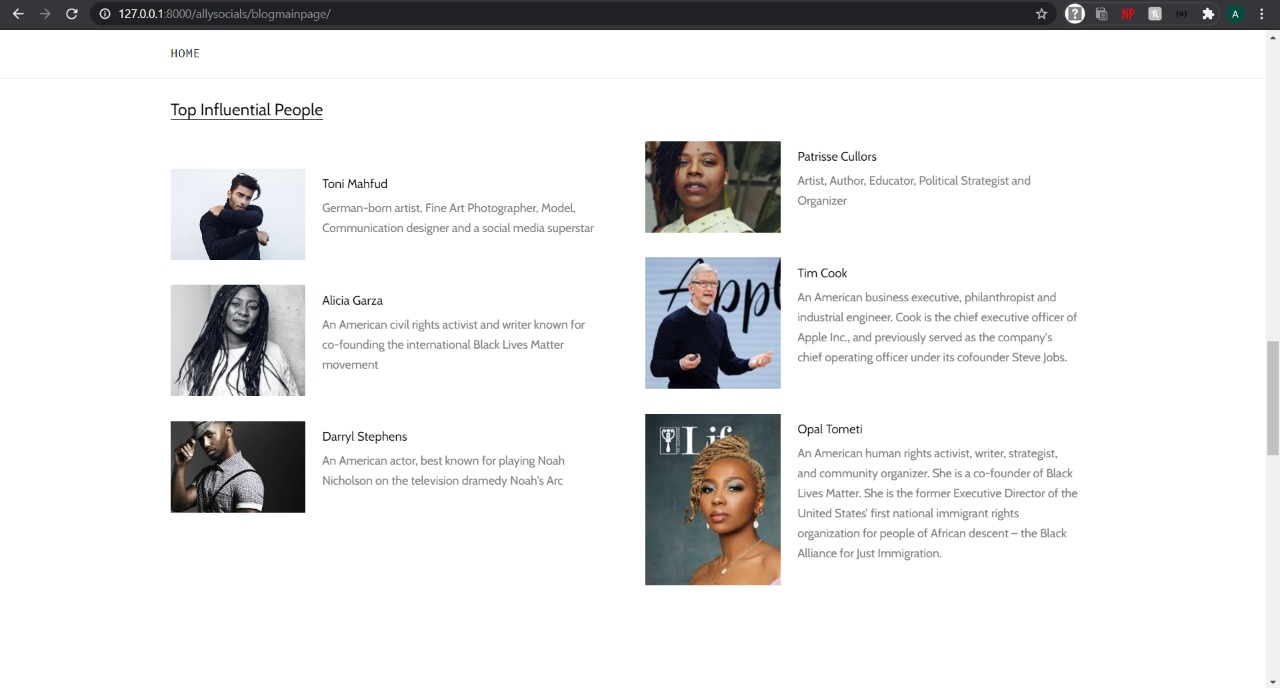 127.0.0.1:8000/allysocials/blogmainpage/
NP
A
HOME
Top Influential People
Toni Mahfud
German-born artist, Fine Art Photographer, Model,
Communication designer and a social media superstar
Alicia Garza
An American civil rights activist and writer known for
co-founding the international Black Lives Matter
movement
Darryl Stephens
An American actor, best known for playing Noah
Nicholson on the television dramedy Noah's Arc
Patrisse Cullors
Artist, Author, Educator, Political Strategist and
Organizer
Appl
Tim Cook
An American business executive, philanthropist and
industrial engineer. Cook is the chief executive officer of
Apple Inc., and previously served as the company's
chief operating officer under its cofounder Steve Jobs.
Life
Opal Tometi
An American human rights activist, writer, strategist,
and community organizer. She is a co-founder of Black
Lives Matter. She is the former Executive Director of the
United States' first national immigrant rights
organization for people of African descent – the Black
Alliance for Just Immigration.